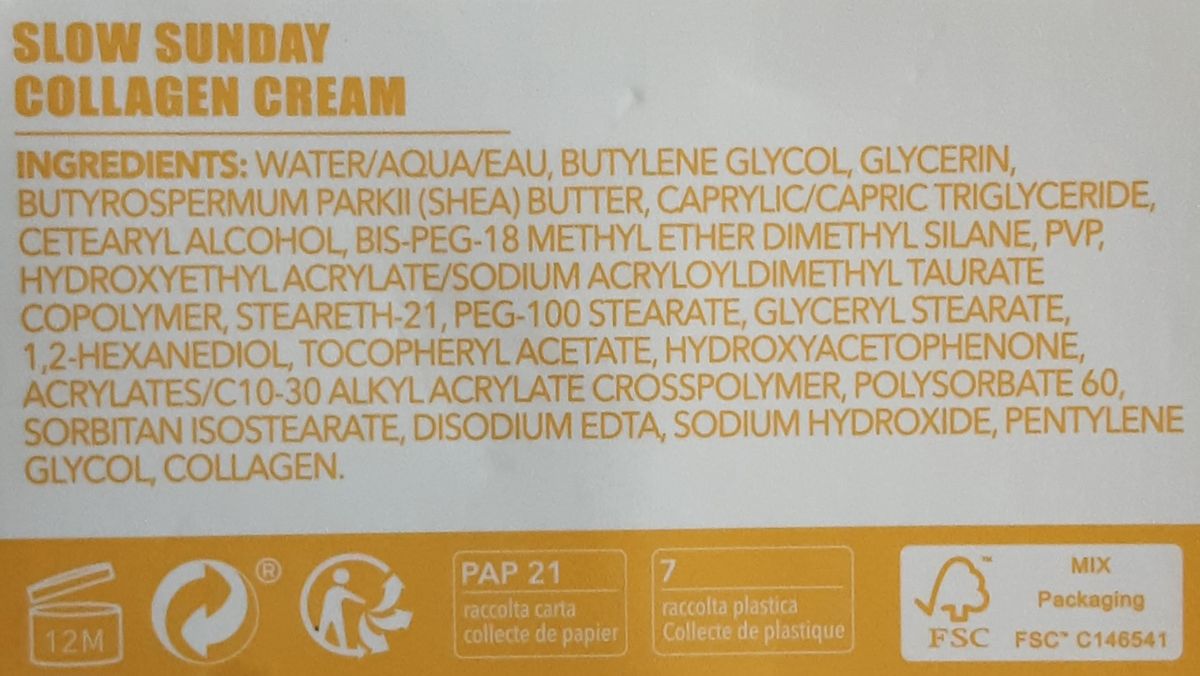 SLOW SUNDAY
COLLAGEN CREAM
INGREDIENTS: WATER/AQUA/EAU, BUTYLENE GLYCOL, GLYCERIN,
BUTYROSPERMUM PARKII (SHEA) BUTTER, CAPRYLIC/CAPRIC TRIGLYCERIDE,
CETEARYL ALCOHOL, BIS-PEG-18 METHYL ETHER DIMETHYL SILANE, PVP,
HYDROXYETHYL ACRYLATE/SODIUM ACRYLOYLDIMETHYL TAURATE
COPOLYMER, STEARETH-21, PEG-100 STEARATE, GLYCERYL STEARATE,
1,2-HEXANEDIOL, TOCOPHERYL ACETATE, HYDROXYACETOPHENONE,
ACRYLATES/C10-30 ALKYL ACRYLATE CROSSPOLYMER, POLYSORBATE 60,
SORBITAN ISOSTEARATE, DISODIUM EDTA, SODIUM HYDROXIDE, PENTYLENE
GLYCOL, COLLAGEN.
12M
®
PAP 21
raccolta carta
collecte de papier
7
raccolta plastica
Collecte de plastique
™
FSC
MIX
Packaging
FSC™ C146541